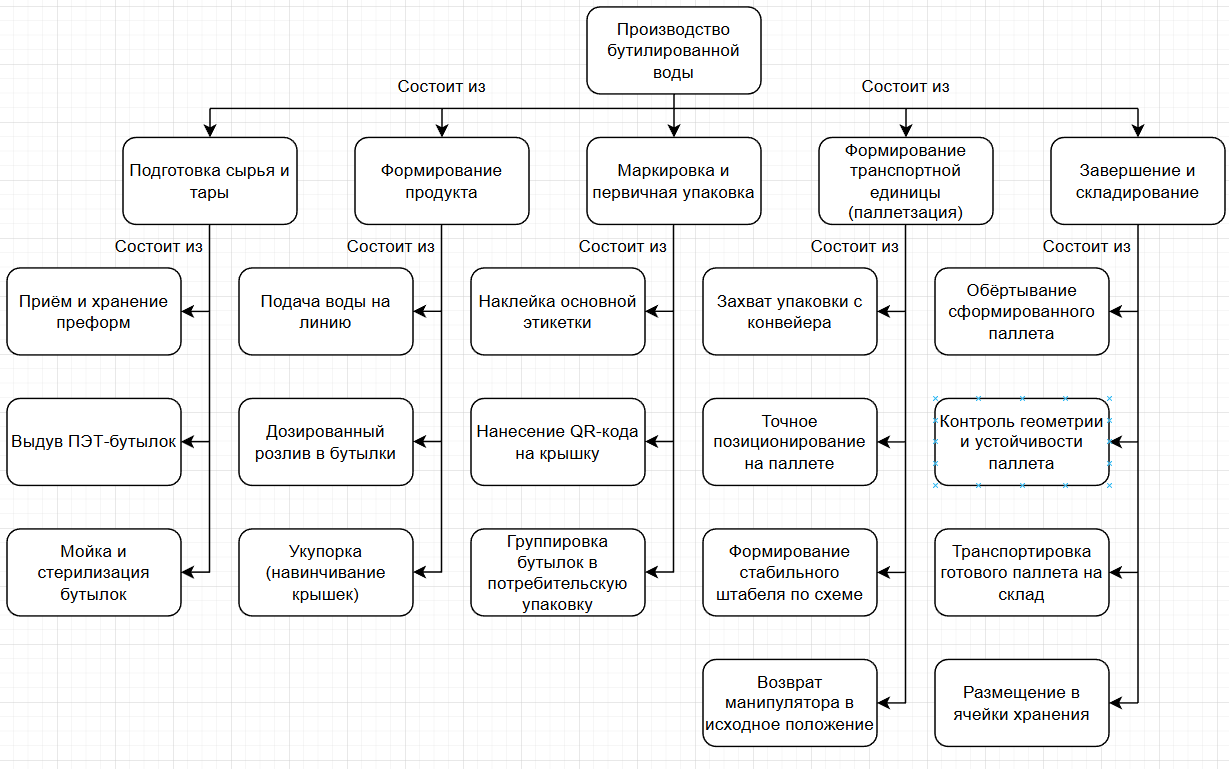 Производство
бутилированной
воды
Состоит из
Состоит из
Подготовка сырья и
тары
Формирование
продукта
Маркировка и
первичная упаковка
Формирование
транспортной
единицы
(паллетзация)
Завершение и
складирование
Состоит из
Состоит из
Состоит из
Состоит из
Состоит из
Приём и хранение
преформ
Подача воды на
линию
Наклейка основной
этикетки
Захват упаковки с
конвейера
Обёртывание
сформированного
паллета
Выдув ПЭТ-бутылок
Дозированный
розлив в бутылки
Нанесение QR-кода
на крышку
Точное
позиционирование
на паллете
Контроль геометрии
и устойчивости
паллета
Мойка и
стерилизация
бутылок
Укупорка
(навинчивание
крышек)
Группировка
бутылок в
потребительскую
упаковку
Формирование
стабильного
штабеля по схеме
Транспортировка
готового паллета на
склад
Возврат
манипулятора в
исходное положение
Размещение в
ячейки хранения